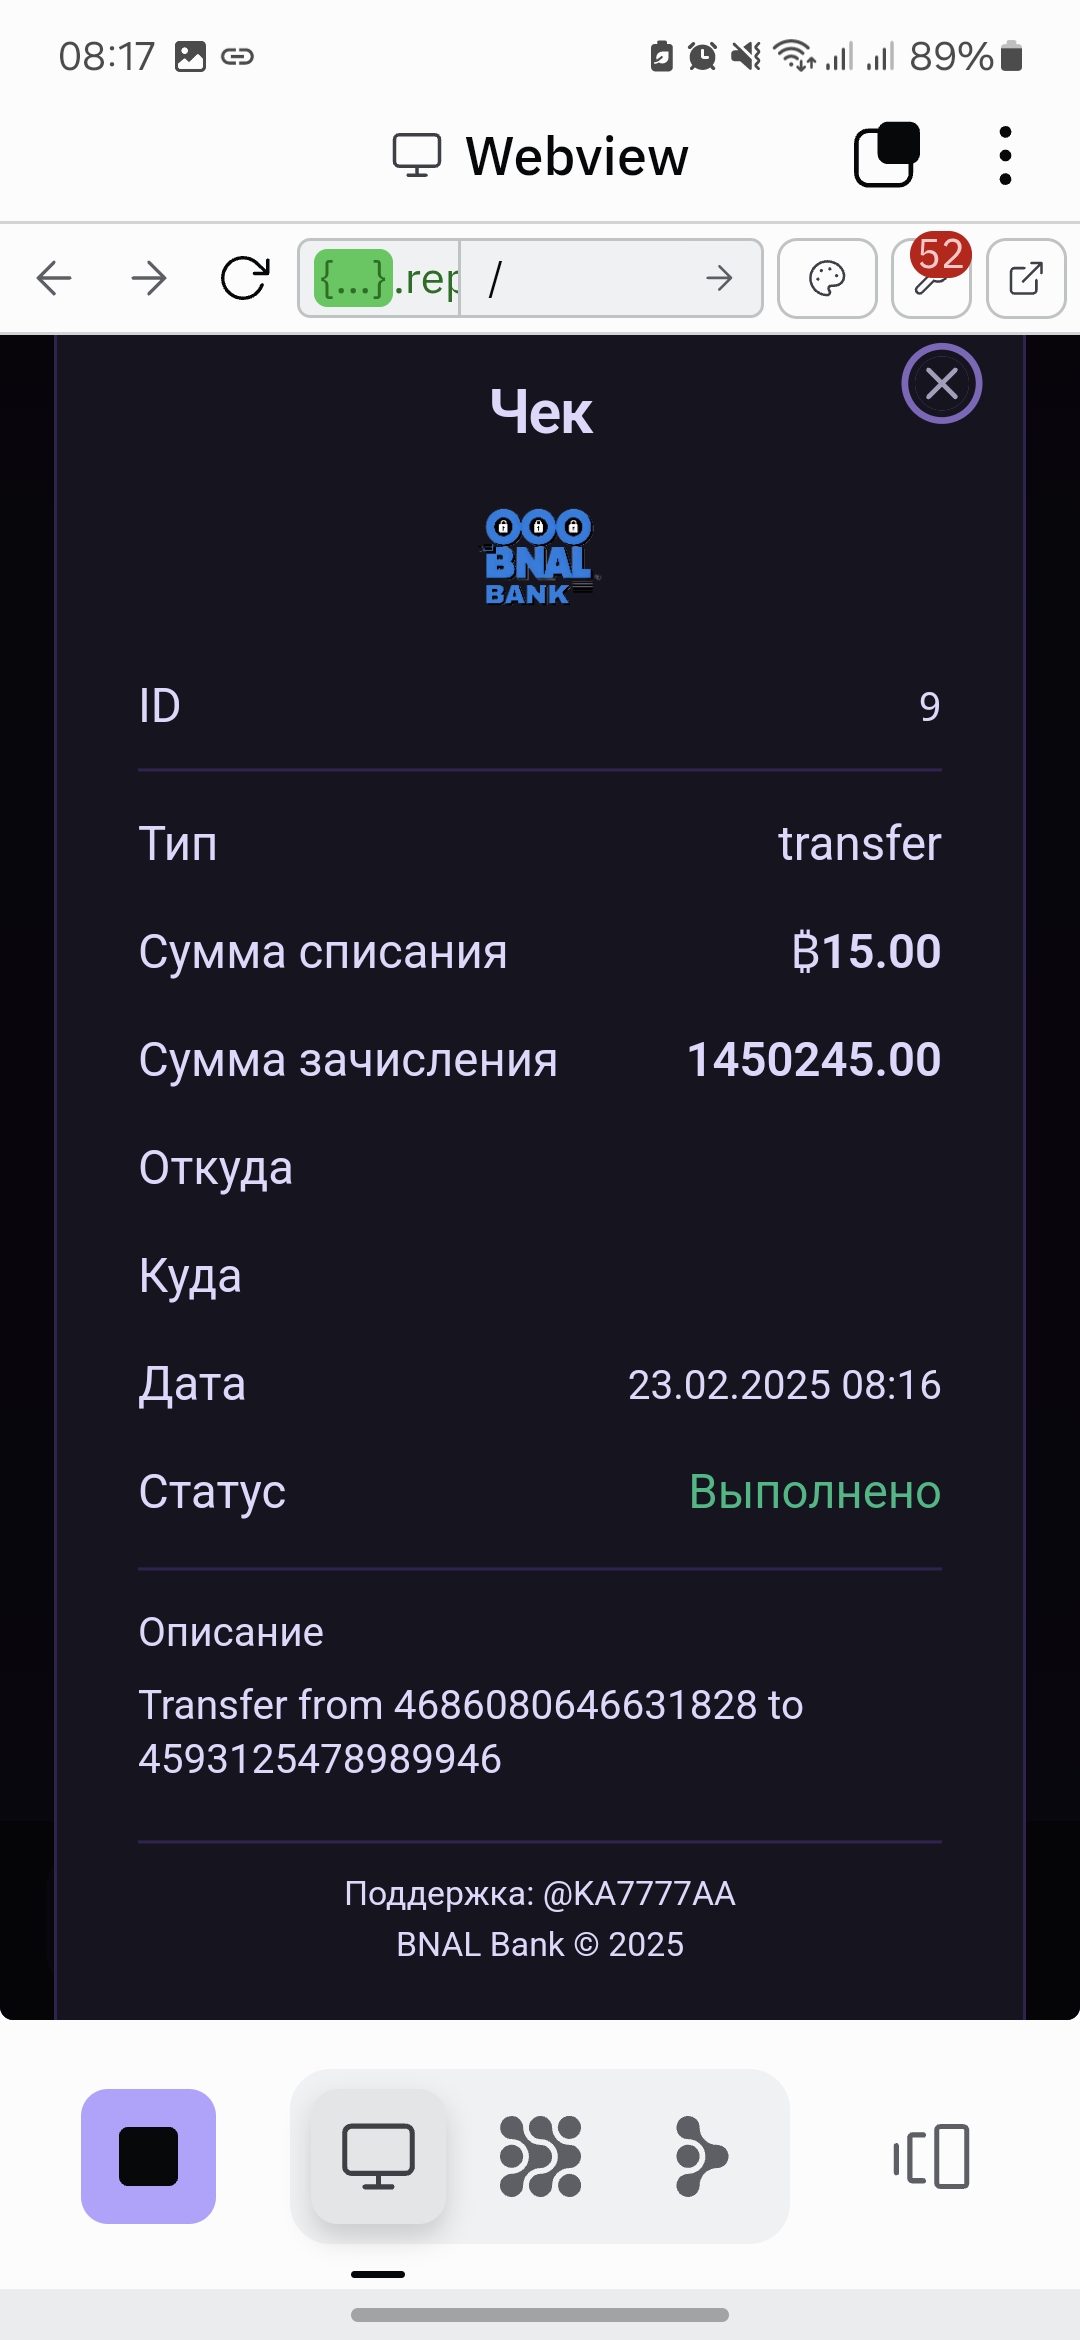 08:17
89%
Webview
{...}.rep /
52
Чек
BNAL
BANK
ID 9
Тип transfer
Сумма списания ₿15.00
Сумма зачисления 1450245.00
Откуда
Куда
Дата 23.02.2025 08:16
Статус Выполнено
Описание
Transfer from 4686080646631828 to
4593125478989946
Поддержка: @KA7777AA
BNAL Bank © 2025